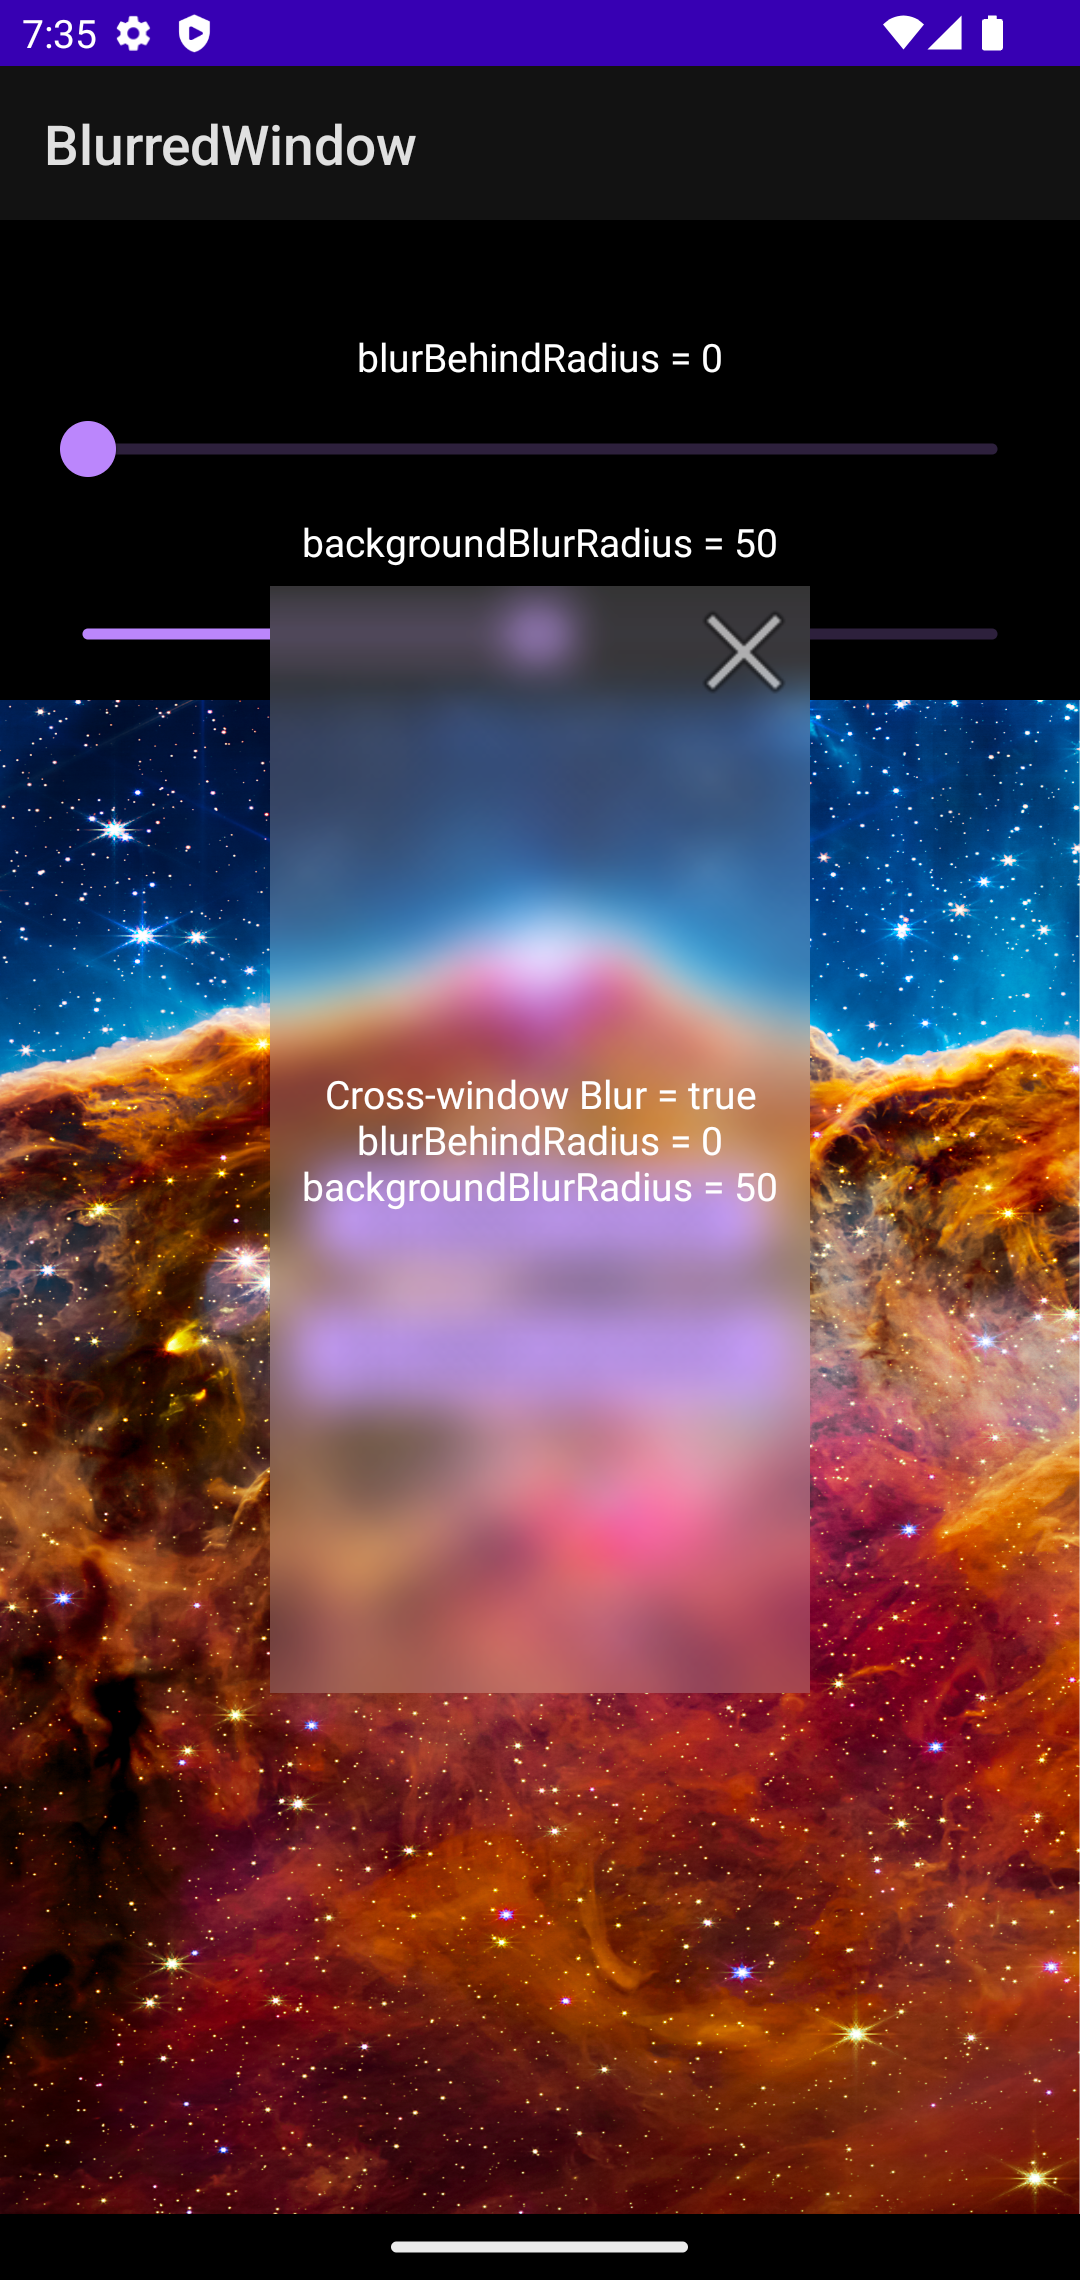 7:35
BlurredWindow
blurBehindRadius = 0
backgroundBlurRadius = 50
Cross-window Blur = true
blurBehindRadius = 0
backgroundBlurRadius = 50